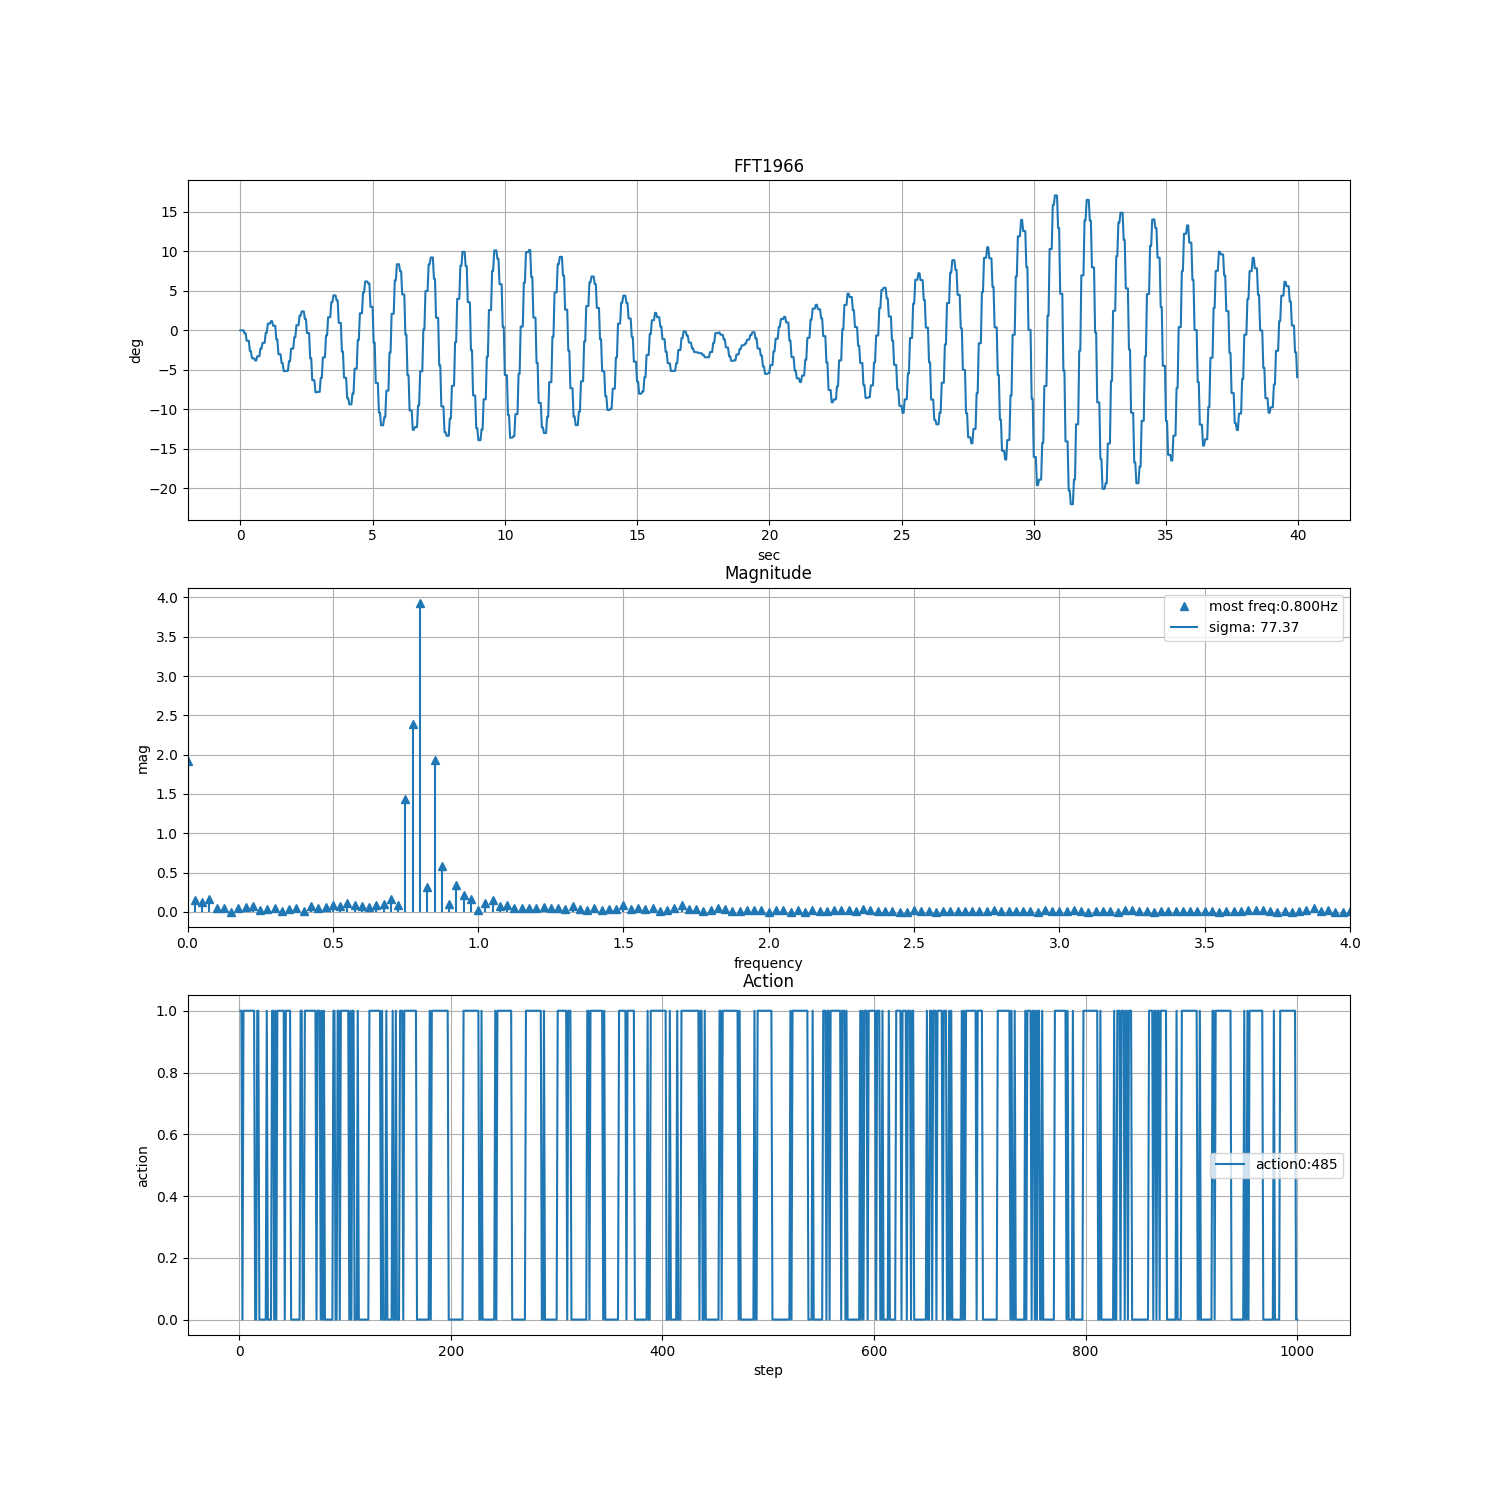 FFT1966
15
10
5
0
−5
−10
−15
−20
deg
0 5 10 15 20 25 30 35 40
sec
Magnitude
4.0
3.5
3.0
2.5
2.0
1.5
1.0
0.5
0.0
mag
most freq:0.800Hz
sigma: 77.37
0.0 0.5 1.0 1.5 2.0 2.5 3.0 3.5 4.0
frequency
Action
1.0
0.8
0.6
0.4
0.2
0.0
action
action0:485
0 200 400 600 800 1000
step